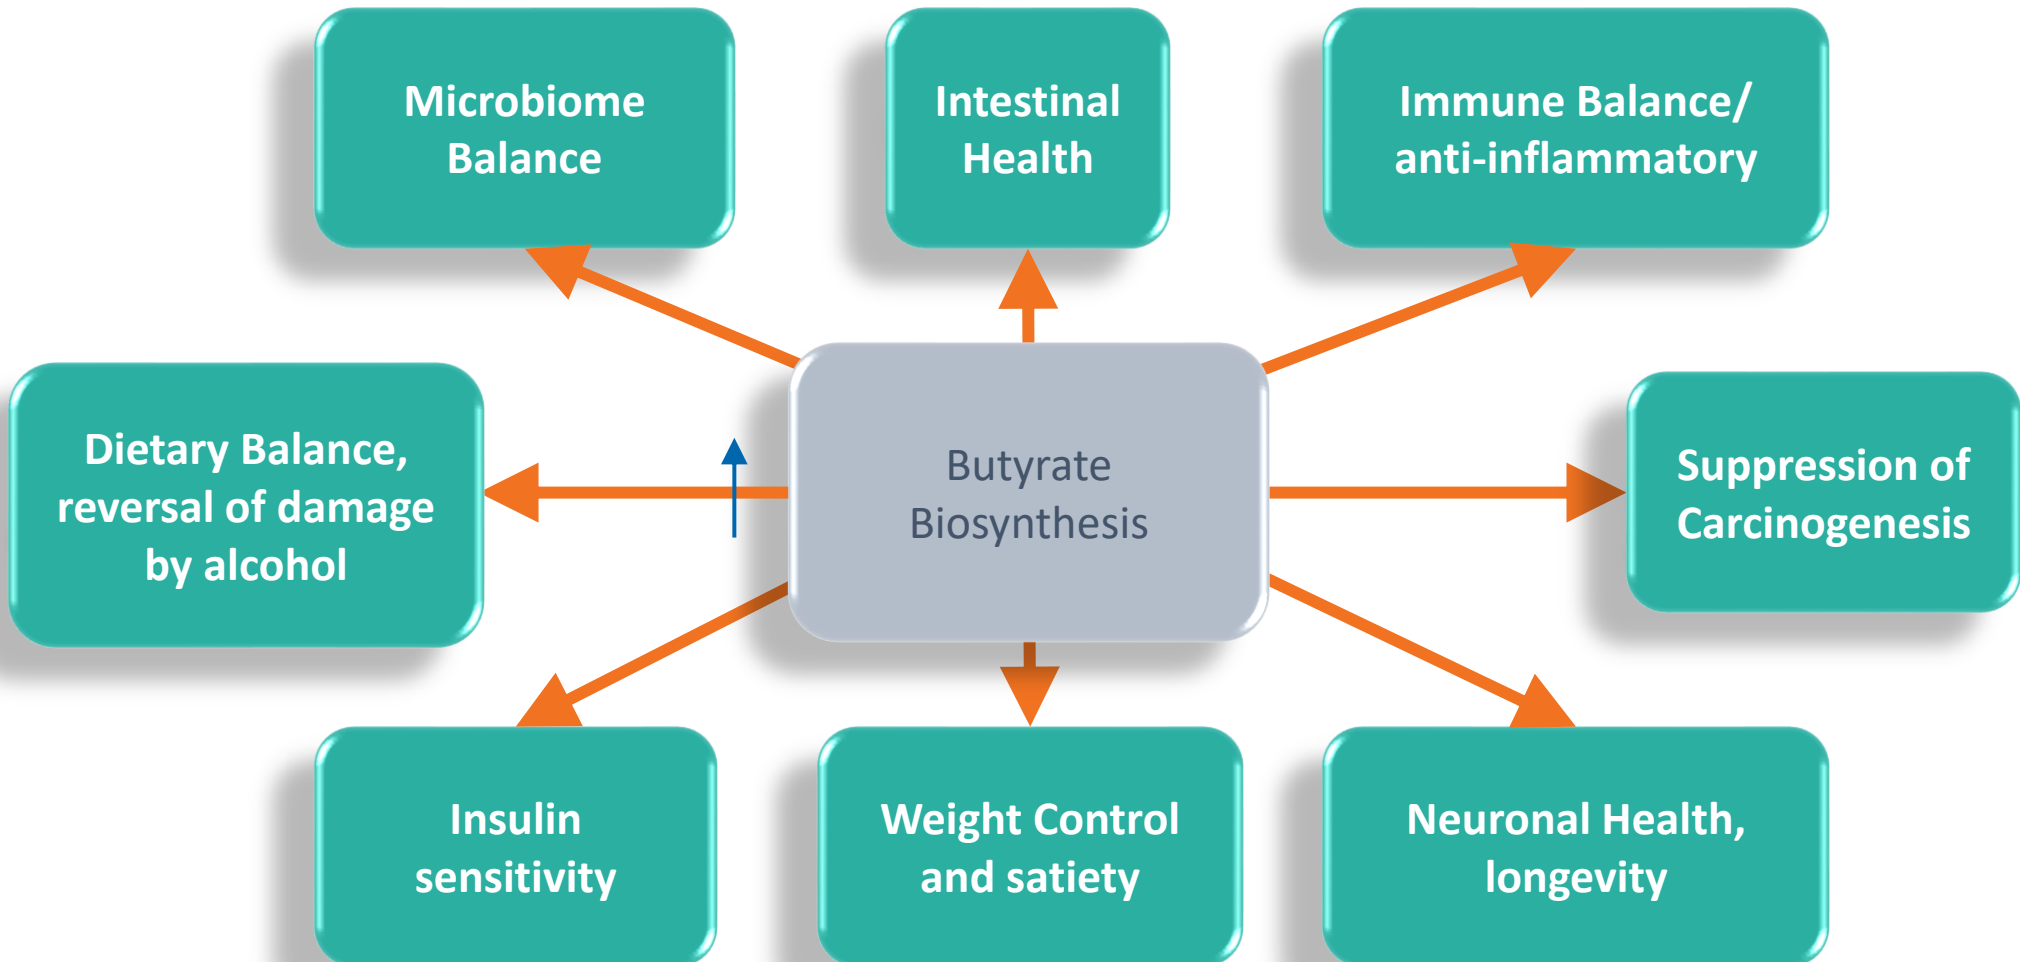 Microbiome
Balance
Intestinal
Health
Immune Balance/
anti-inflammatory
Dietary Balance,
reversal of damage
by alcohol
Butyrate
Biosynthesis
Suppression of
Carcinogenesis
Insulin
sensitivity
Weight Control
and satiety
Neuronal Health,
longevity